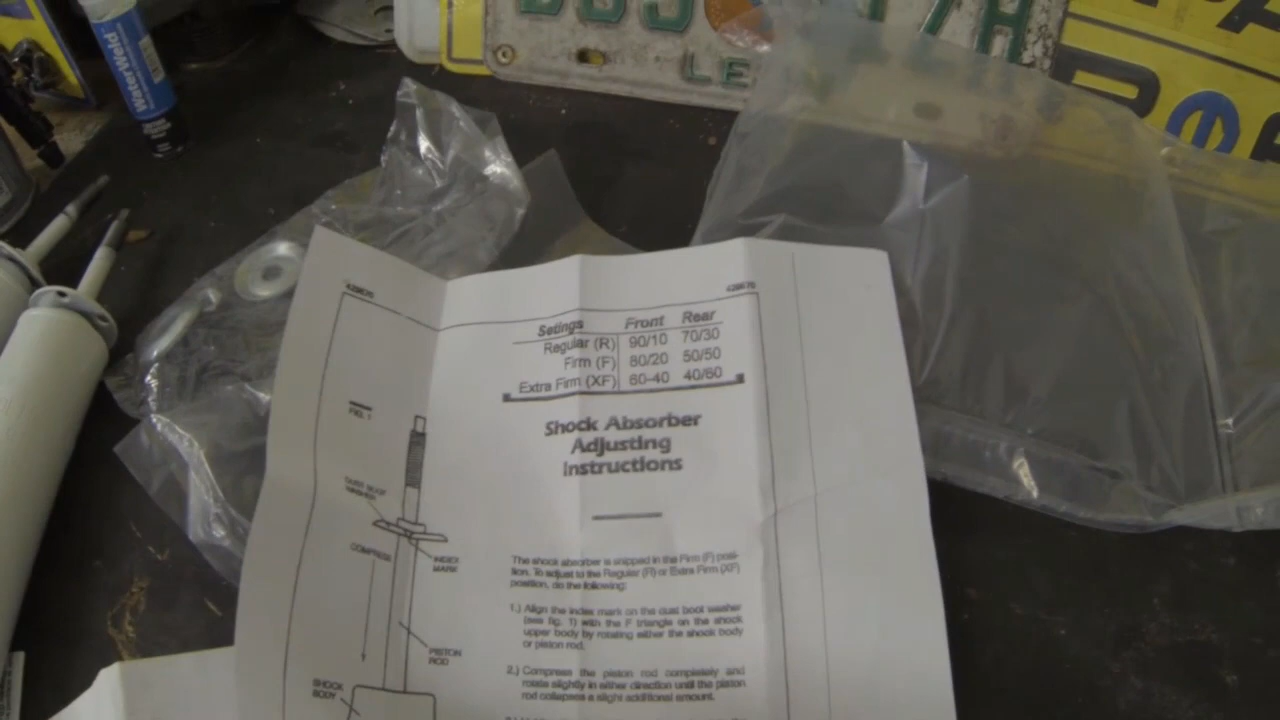 WaterWeld
LE
Setings Front Rear
Regular (R) 90/10 70/30
Firm (F) 80/20 50/50
Extra Firm (XF) 60-40 40/60
Shock Absorber
Adjusting
Instructions
FIG. 1
DUST BOOT
WASHER
COMPRESS
INDEX
MARK
PISTON
ROD
SHOCK
BODY
The shock absorber is shipped in the Firm (F) posi-
tion. To adjust to the Regular (R) or Extra Firm (XF)
position, do the following:
1.) Align the index mark on the dust boot washer
(see fig. 1) with the F triangle on the shock
upper body by rotating either the shock body
or piston rod.
2.) Compress the piston rod completely and
rotate slightly in either direction until the piston
rod collapses a slight additional amount.